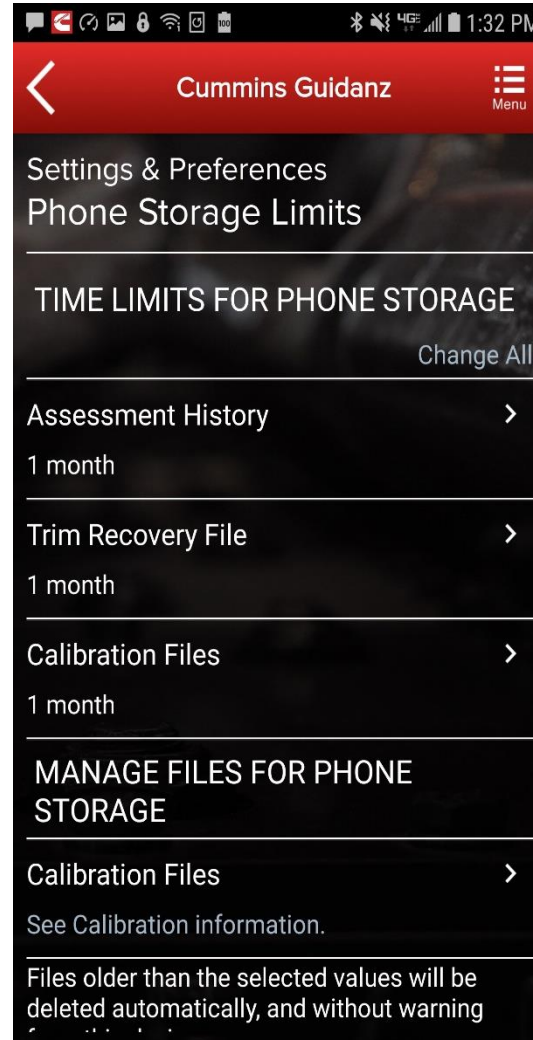 100
4GE
1:32 PM
Cummins Guidanz
Menu
Settings & Preferences
Phone Storage Limits
TIME LIMITS FOR PHONE STORAGE
Change All
Assessment History
1 month
Trim Recovery File
1 month
Calibration Files
1 month
MANAGE FILES FOR PHONE
STORAGE
Calibration Files
See Calibration information.
Files older than the selected values will be
deleted automatically, and without warning